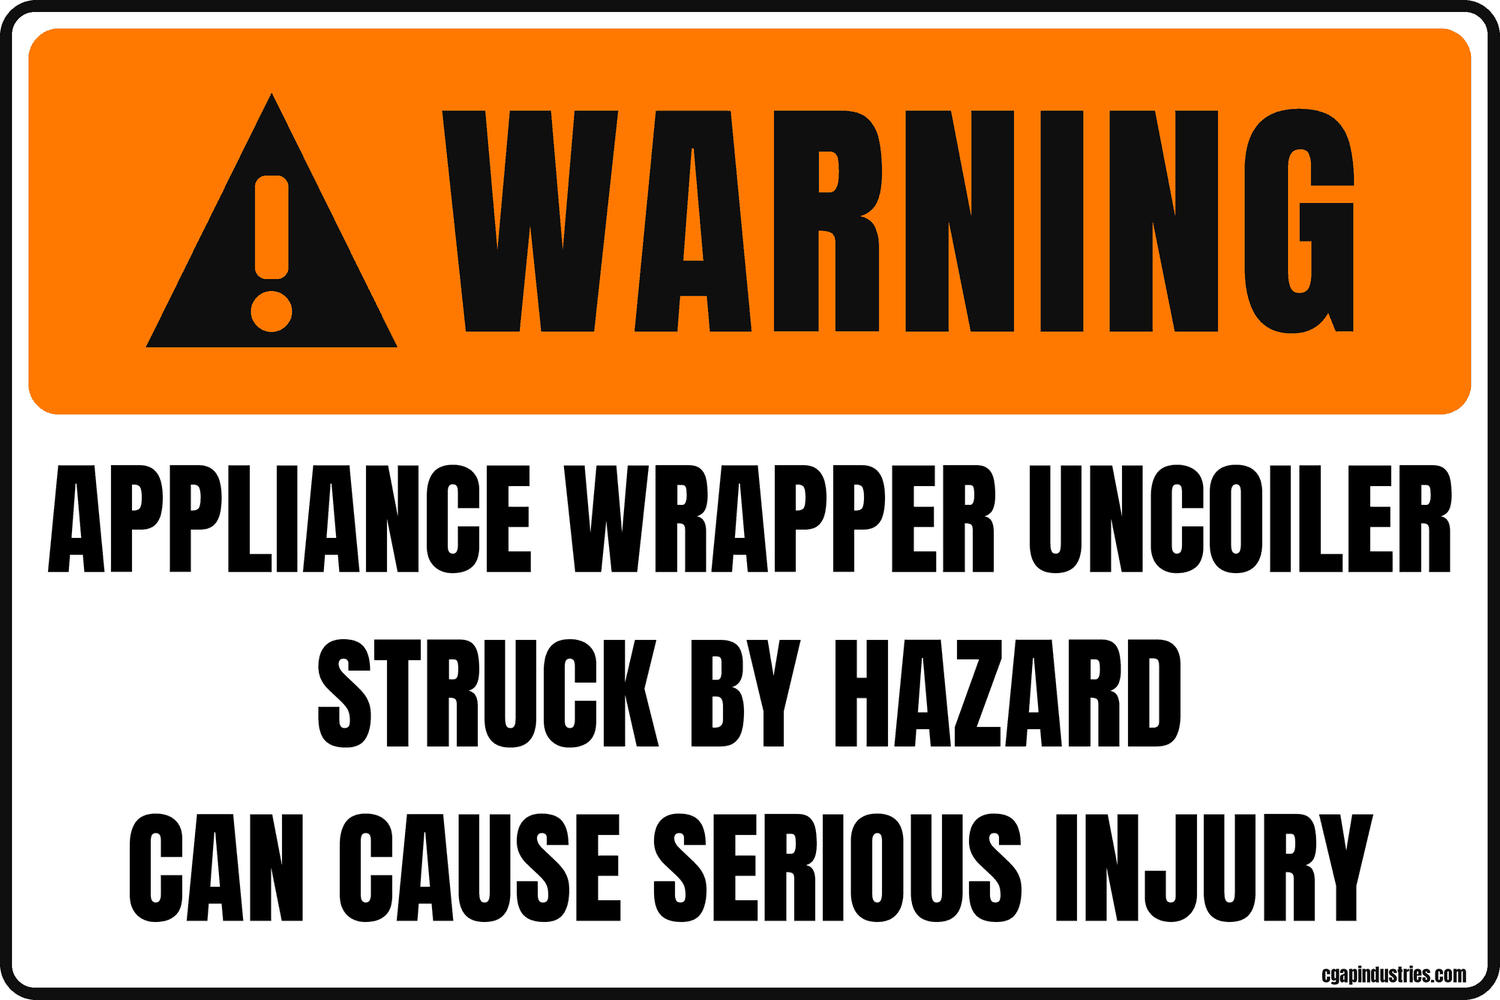 WARNING
APPLIANCE WRAPPER UNCOILER
STRUCK BY HAZARD
CAN CAUSE SERIOUS INJURY
cgapindustries.com